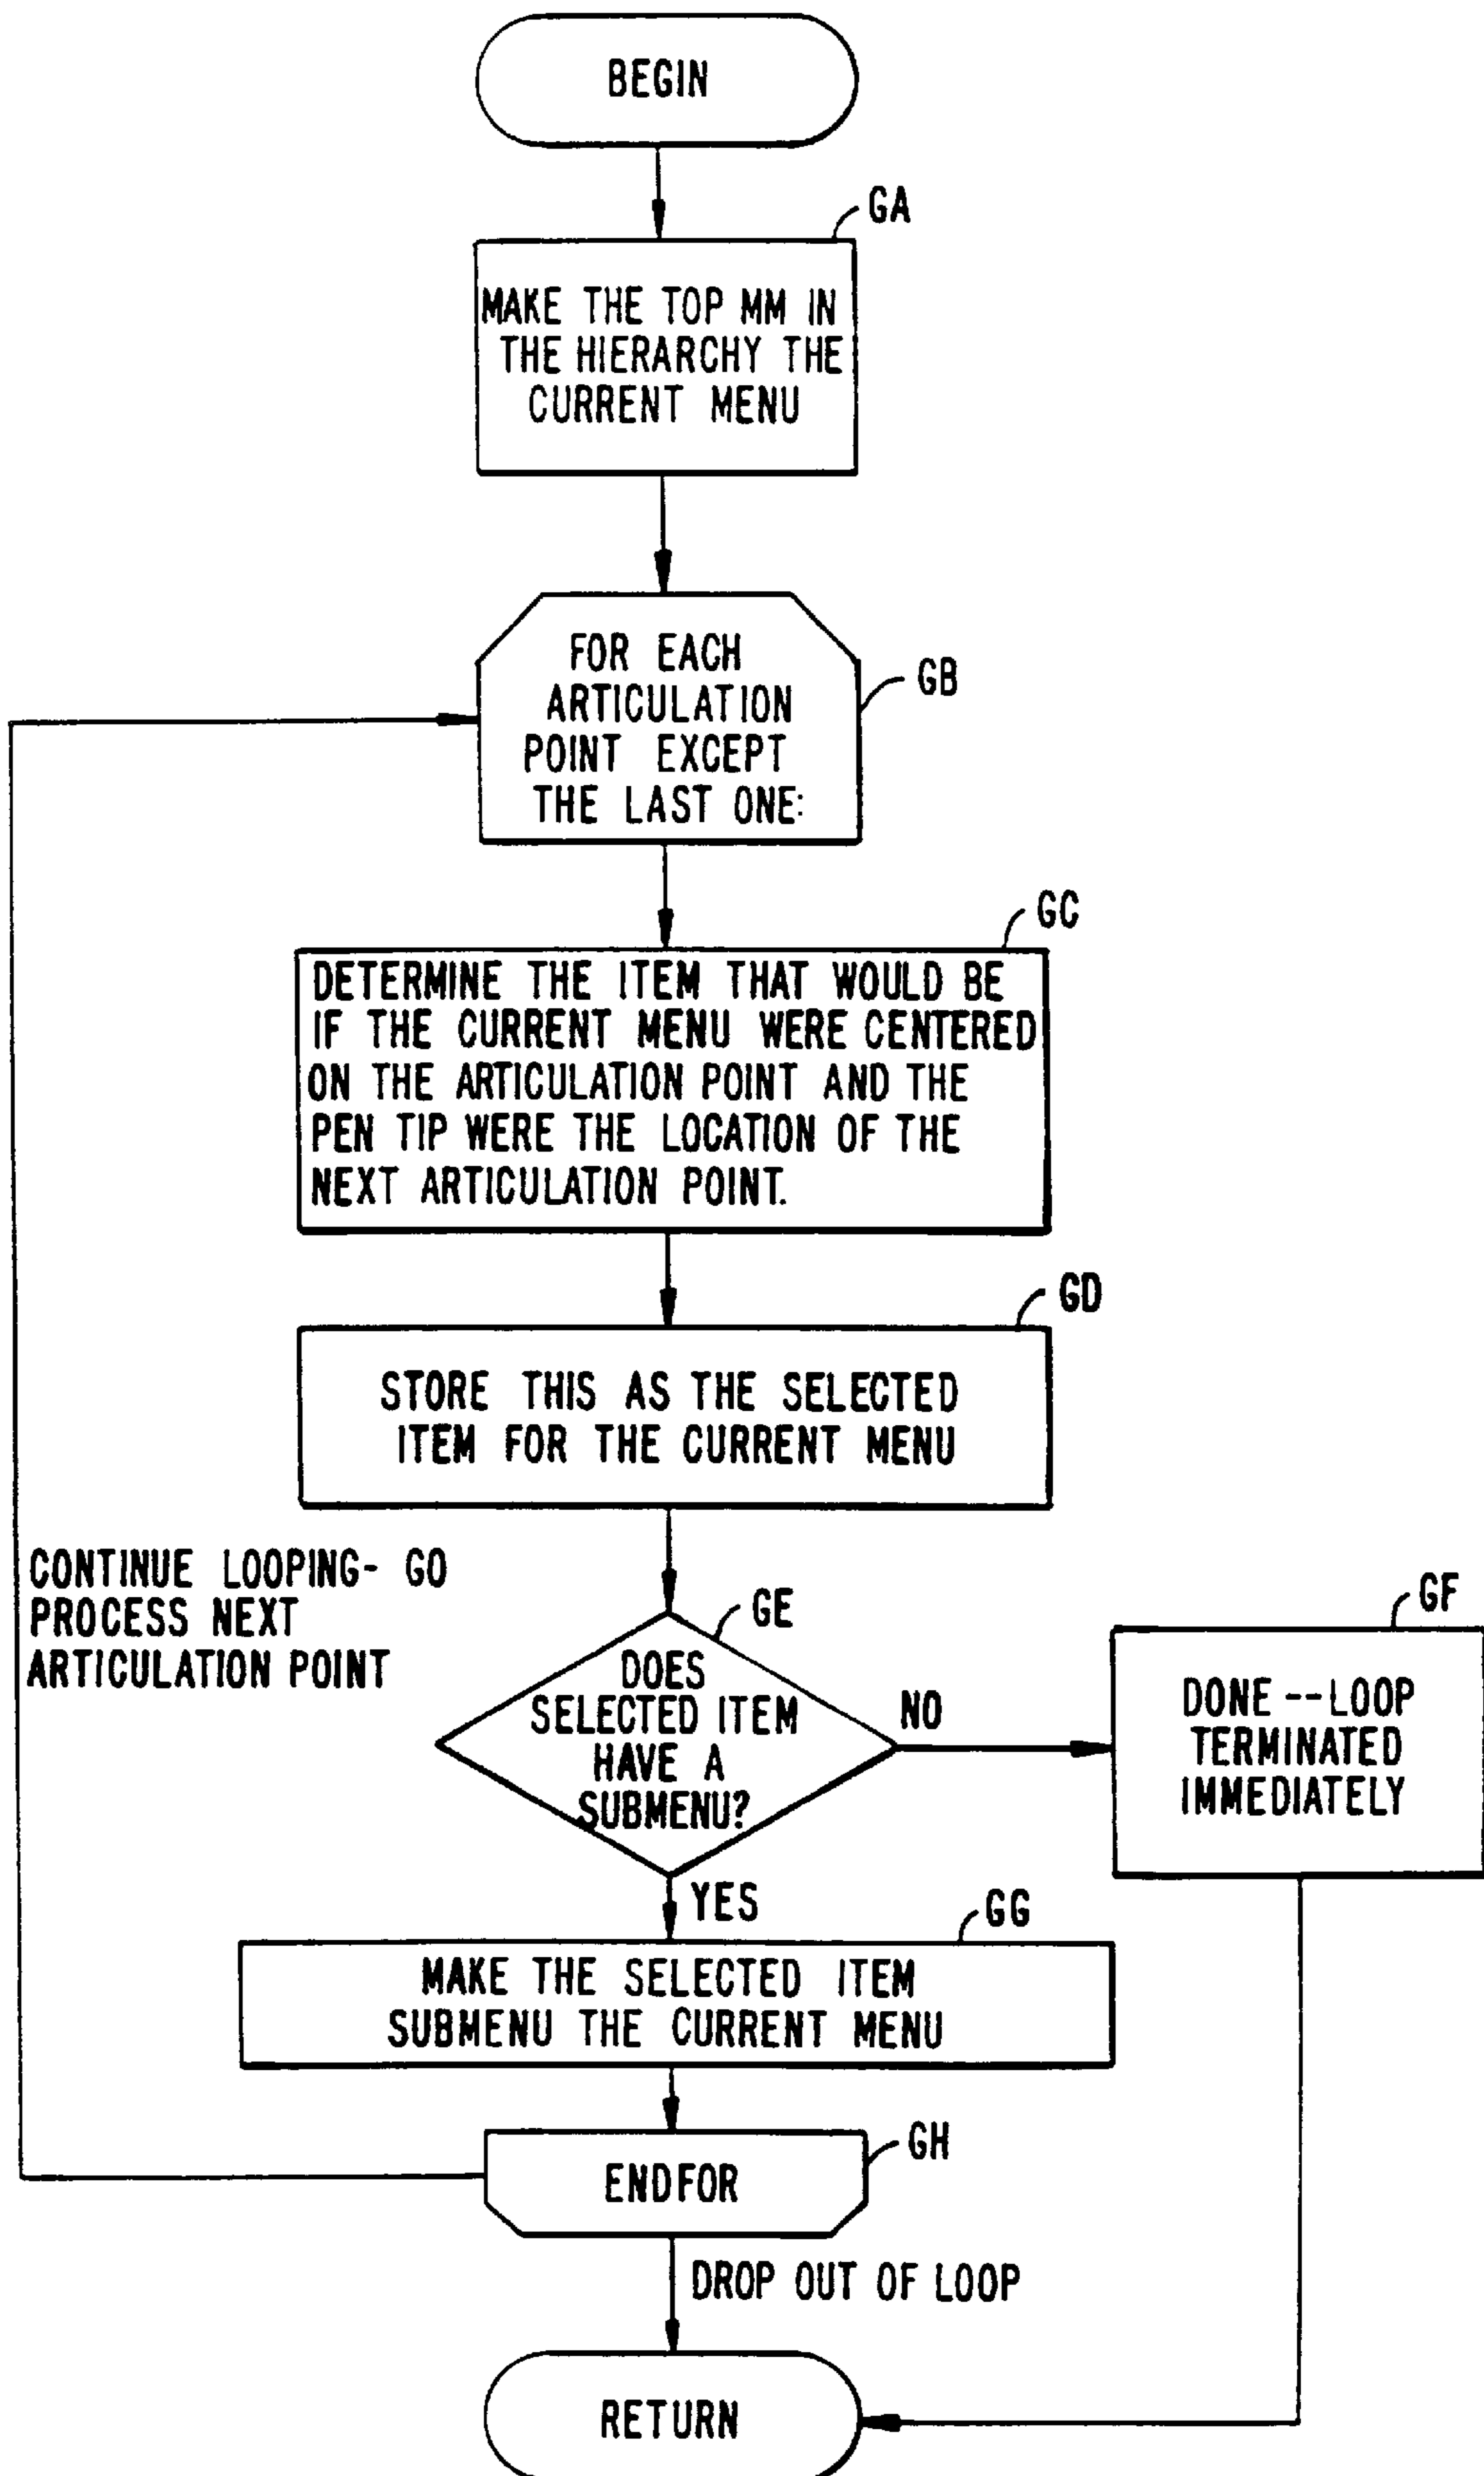 BEGIN
GA
MAKE THE TOP MM IN
THE HIERARCHY THE
CURRENT MENU
FOR EACH
ARTICULATION
POINT EXCEPT
THE LAST ONE:
GB
GC
DETERMINE THE ITEM THAT WOULD BE
IF THE CURRENT MENU WERE CENTERED
ON THE ARTICULATION POINT AND THE
PEN TIP WERE THE LOCATION OF THE
NEXT ARTICULATION POINT.
GD
STORE THIS AS THE SELECTED
ITEM FOR THE CURRENT MENU
CONTINUE LOOPING- GO
PROCESS NEXT
ARTICULATION POINT
GE
DOES
SELECTED ITEM
HAVE A
SUBMENU?
NO
GF
DONE --LOOP
TERMINATED
IMMEDIATELY
YES
GG
MAKE THE SELECTED ITEM
SUBMENU THE CURRENT MENU
GH
ENDFOR
DROP OUT OF LOOP
RETURN